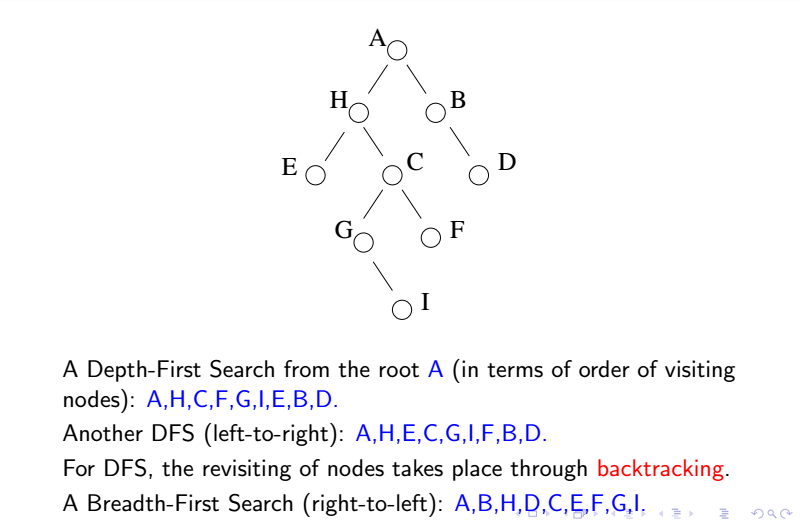 A
H B
E C D
G F
I
A Depth-First Search from the root A (in terms of order of visiting
nodes): A,H,C,F,G,I,E,B,D.
Another DFS (left-to-right): A,H,E,C,G,I,F,B,D.
For DFS, the revisiting of nodes takes place through backtracking.
A Breadth-First Search (right-to-left): A,B,H,D,C,E,F,G,I.